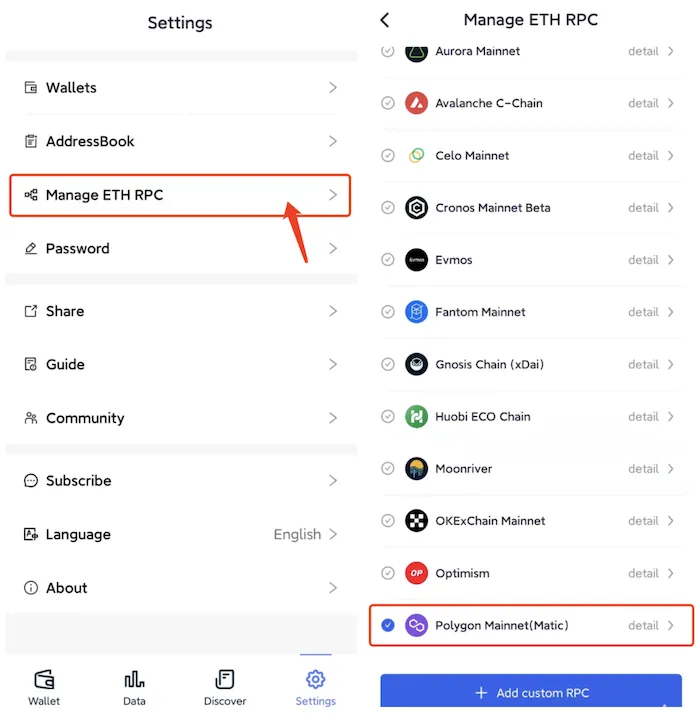 Settings
Wallets
AddressBook
Manage ETH RPC
Password
Share
Guide
Community
Subscribe
Language English
About
Wallet Data Discover Settings
Manage ETH RPC
Aurora Mainnet detail
Avalanche C-Chain detail
Celo Mainnet detail
Cronos Mainnet Beta detail
Evmos detail
Fantom Mainnet detail
Gnosis Chain (xDai) detail
Huobi ECO Chain detail
Moonriver detail
OKExChain Mainnet detail
OP Optimism detail
Polygon Mainnet(Matic) detail
+ Add custom RPC